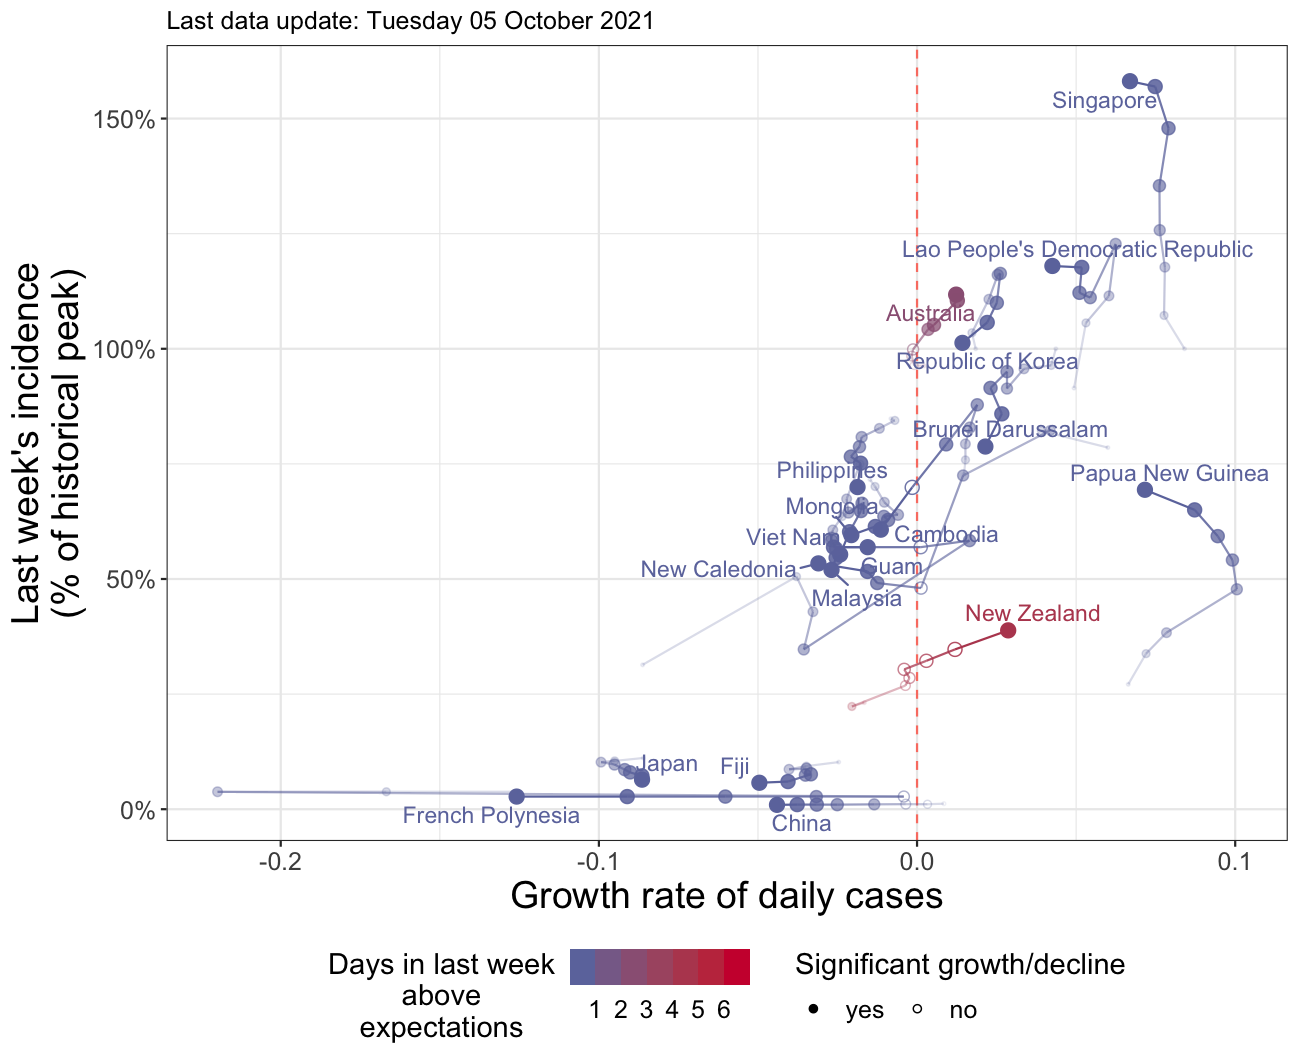 Last data update: Tuesday 05 October 2021
Last week's incidence
(% of historical peak)
150%
100%
50%
0%
Singapore
Lao People's Democratic Republic
Australia
Republic of Korea
Brunei Darussalam
Philippines
Papua New Guinea
Mongolia
Viet Nam
Cambodia
New Caledonia
Guam
Malaysia
New Zealand
Japan
Fiji
French Polynesia
China
-0.2
-0.1
0.0
0.1
Growth rate of daily cases
Days in last week
above
expectations
1 2 3 4 5 6
Significant growth/decline
yes
no